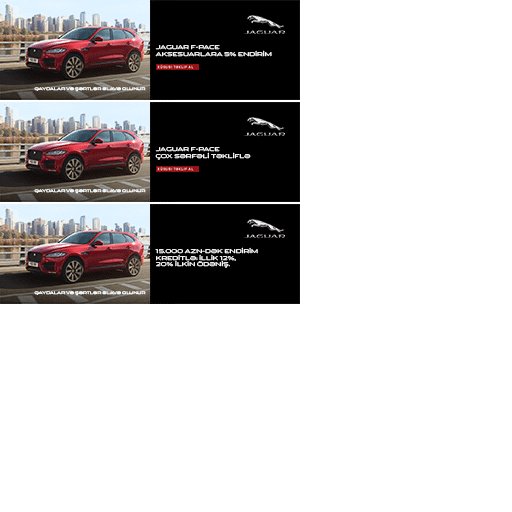 JAGUAR
JAGUAR F-PACE
AKSESUARLARA 5% ENDİRİM
XÜSUSİ TƏKLİF AL
QAYDALAR VƏ ŞƏRTLƏR ƏLAVƏ OLUNUR
JAGUAR
JAGUAR F-PACE
ÇOX SƏRFƏLİ TƏKLİFLƏ
XÜSUSİ TƏKLİF AL
QAYDALAR VƏ ŞƏRTLƏR ƏLAVƏ OLUNUR
JAGUAR
15.000 AZN-DƏK ENDİRİM
KREDİTLƏ: İLLİK 12%,
20% İLKİN ÖDƏNİŞ.
QAYDALAR VƏ ŞƏRTLƏR ƏLAVƏ OLUNUR